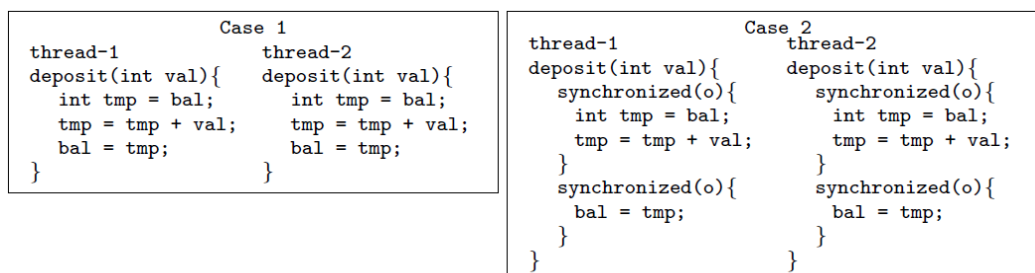 Case 1
thread-1 thread-2
deposit(int val){ deposit(int val){
int tmp = bal; int tmp = bal;
tmp = tmp + val; tmp = tmp + val;
bal = tmp; bal = tmp;
} }
Case 2
thread-1 thread-2
deposit(int val){ deposit(int val){
synchronized(o){ synchronized(o){
int tmp = bal; int tmp = bal;
tmp = tmp + val; tmp = tmp + val;
} }
synchronized(o){ synchronized(o){
bal = tmp; bal = tmp;
} }
} }